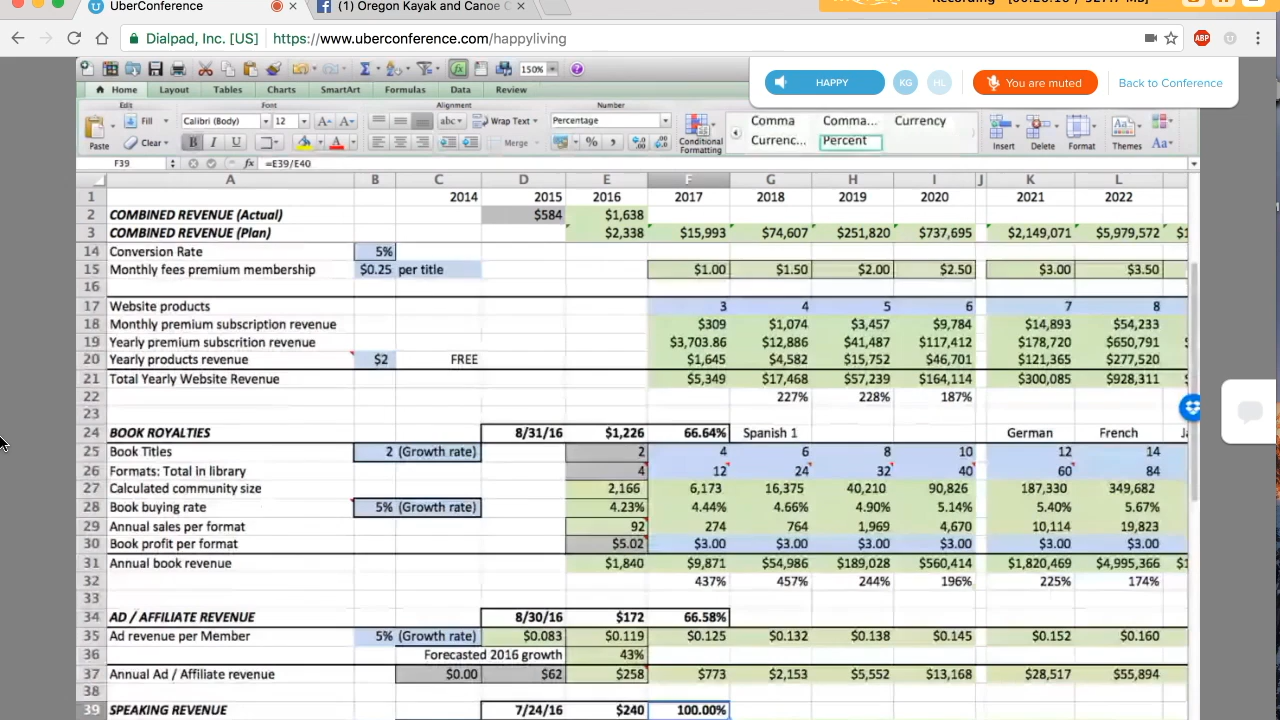 UberConference
(1) Oregon Kayak and Canoe C
Dialpad, Inc. [US] https://www.uberconference.com/happyliving
ABP
150%
HAPPY KG HL You are muted Back to Conference
Home Layout Tables Charts SmartArt Formulas Data Review
Edit Font Alignment Number
Paste Fill Clear Calibri (Body) 12 abc Wrap Text Merge Percentage Conditional Formatting Comma Comma... Currency Currenc... Percent Insert Delete Format Themes Aa
F39 fx =E39/E40
A B C D E F G H I J K L
1 2014 2015 2016 2017 2018 2019 2020 2021 2022
2 COMBINED REVENUE (Actual) $584 $1,638
3 COMBINED REVENUE (Plan) $2,338 $15,993 $74,607 $251,820 $737,695 $2,149,071 $5,979,572
14 Conversion Rate 5%
15 Monthly fees premium membership $0.25 per title $1.00 $1.50 $2.00 $2.50 $3.00 $3.50
16
17 Website products 3 4 5 6 7 8
18 Monthly premium subscription revenue $309 $1,074 $3,457 $9,784 $14,893 $54,233
19 Yearly premium subscrition revenue $3,703.86 $12,886 $41,487 $117,412 $178,720 $650,791
20 Yearly products revenue $2 FREE $1,645 $4,582 $15,752 $46,701 $121,365 $277,520
21 Total Yearly Website Revenue $5,349 $17,468 $57,239 $164,114 $300,085 $928,311
22 227% 228% 187%
23
24 BOOK ROYALTIES 8/31/16 $1,226 66.64% Spanish 1 German French
25 Book Titles 2 (Growth rate) 2 4 6 8 10 12 14
26 Formats: Total in library 4 12 24 32 40 60 84
27 Calculated community size 2,166 6,173 16,375 40,210 90,826 187,330 349,682
28 Book buying rate 5% (Growth rate) 4.23% 4.44% 4.66% 4.90% 5.14% 5.40% 5.67%
29 Annual sales per format 92 274 764 1,969 4,670 10,114 19,823
30 Book profit per format $5.02 $3.00 $3.00 $3.00 $3.00 $3.00 $3.00
31 Annual book revenue $1,840 $9,871 $54,986 $189,028 $560,414 $1,820,469 $4,995,366
32 437% 457% 244% 196% 225% 174%
33
34 AD / AFFILIATE REVENUE 8/30/16 $172 66.58%
35 Ad revenue per Member 5% (Growth rate) $0.083 $0.119 $0.125 $0.132 $0.138 $0.145 $0.152 $0.160
36 Forecasted 2016 growth 43%
37 Annual Ad / Affiliate revenue $0.00 $62 $258 $773 $2,153 $5,552 $13,168 $28,517 $55,894
38
39 SPEAKING REVENUE 7/24/16 $240 100.00%